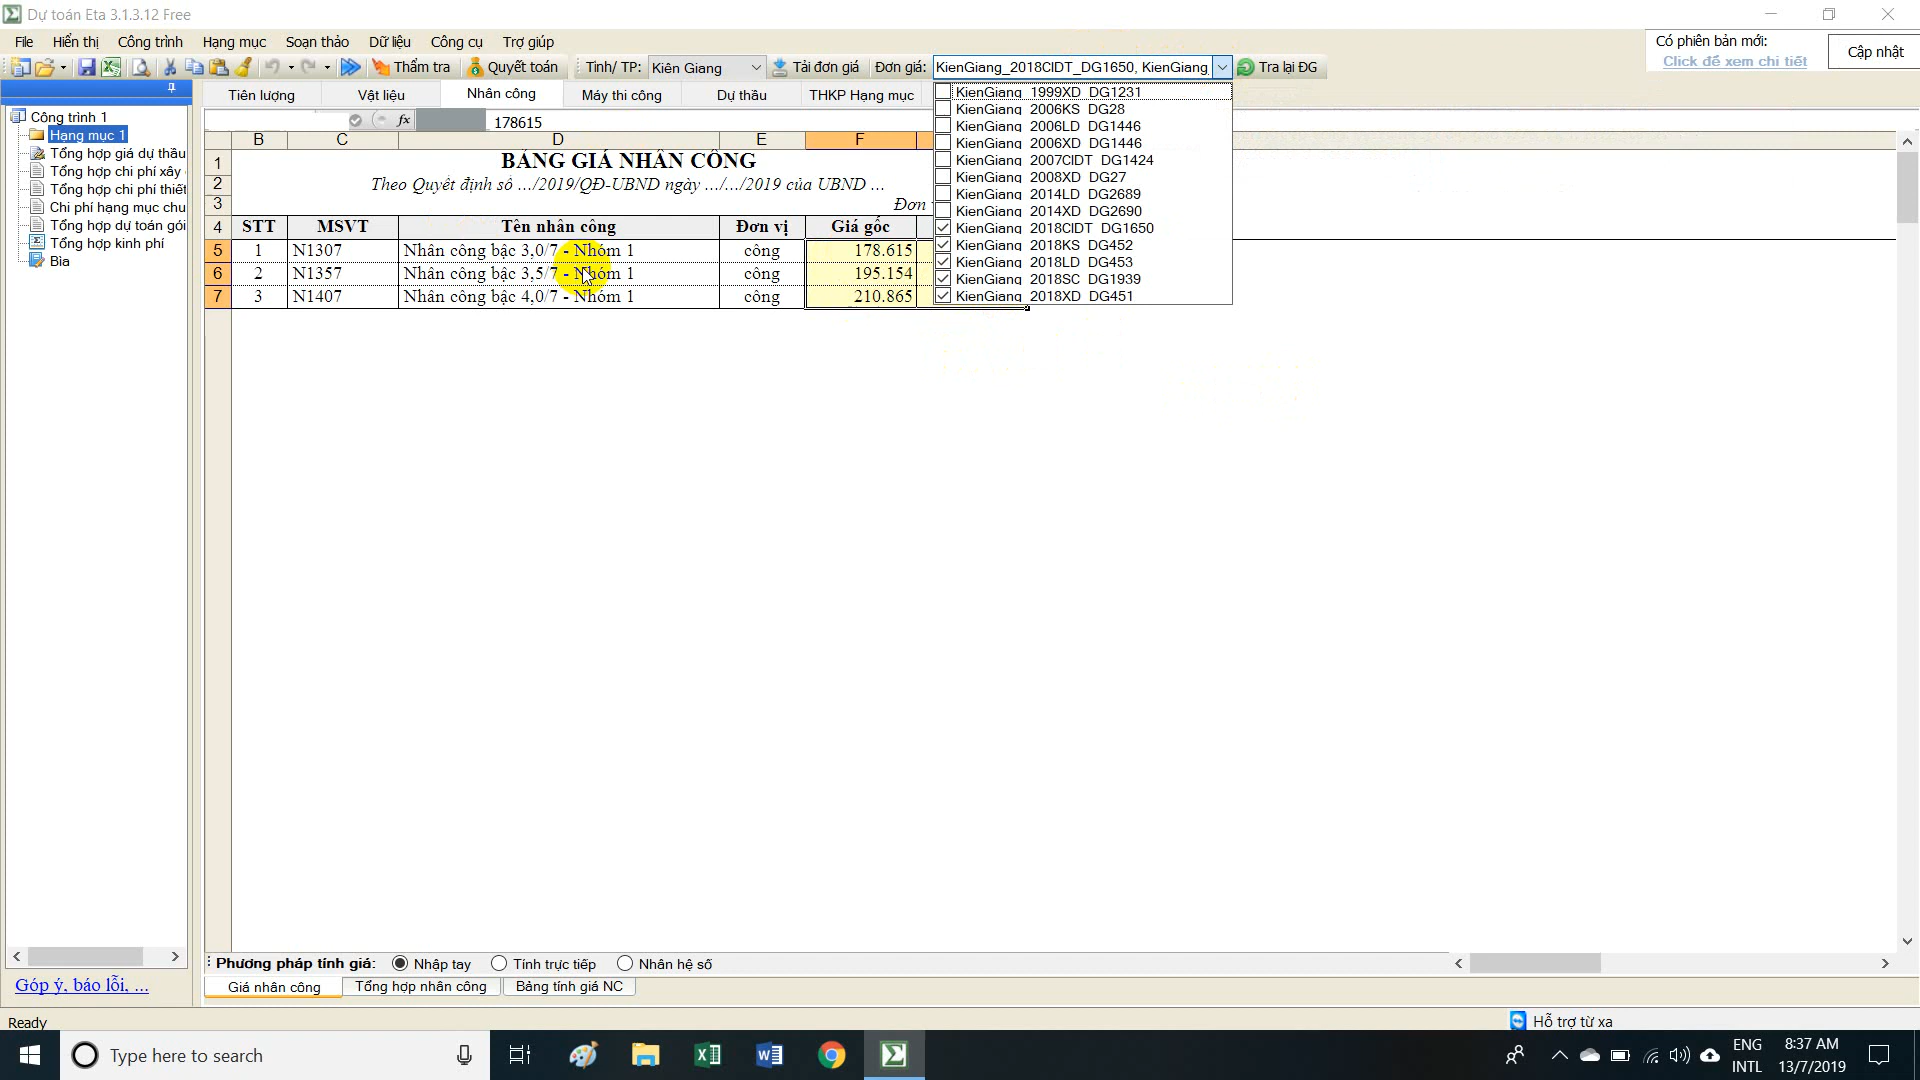 Dự toán Eta 3.1.3.12 Free
File Hiển thị Công trình Hạng mục Soạn thảo Dữ liệu Công cụ Trợ giúp
Có phiên bản mới:
Click để xem chi tiết
Cập nhật
Thẩm tra Quyết toán Tỉnh/ TP: Kiên Giang Tải đơn giá Đơn giá: KienGiang_2018CIDT_DG1650, KienGiang_ Tra lại ĐG
Tiên lượng Vật liệu Nhân công Máy thi công Dự thầu THKP Hạng mục
fx 178615
KienGiang_1999XD_DG1231
KienGiang_2006KS_DG28
KienGiang_2006LD_DG1446
KienGiang_2006XD_DG1446
KienGiang_2007CIDT_DG1424
KienGiang_2008XD_DG27
KienGiang_2014LD_DG2689
KienGiang_2014XD_DG2690
KienGiang_2018CIDT_DG1650
KienGiang_2018KS_DG452
KienGiang_2018LD_DG453
KienGiang_2018SC_DG1939
KienGiang_2018XD_DG451
Công trình 1
Hạng mục 1
Tổng hợp giá dự thầu
Tổng hợp chi phí xây
Tổng hợp chi phí thiết
Chi phí hạng mục chu
Tổng hợp dự toán gói
Tổng hợp kinh phí
Bìa
B C D E F
1 BẢNG GIÁ NHÂN CÔNG
2 Theo Quyết định số .../2019/QĐ-UBND ngày .../.../2019 của UBND ...
3 Đơn
4 STT MSVT Tên nhân công Đơn vị Giá gốc
5 1 N1307 Nhân công bậc 3,0/7 - Nhóm 1 công 178.615
6 2 N1357 Nhân công bậc 3,5/7 - Nhóm 1 công 195.154
7 3 N1407 Nhân công bậc 4,0/7 - Nhóm 1 công 210.865
Phương pháp tính giá: Nhập tay Tính trực tiếp Nhân hệ số
Góp ý, báo lỗi, ...
Giá nhân công Tổng hợp nhân công Bảng tính giá NC
Ready
Hỗ trợ từ xa
Type here to search
ENG
INTL
8:37 AM
13/7/2019